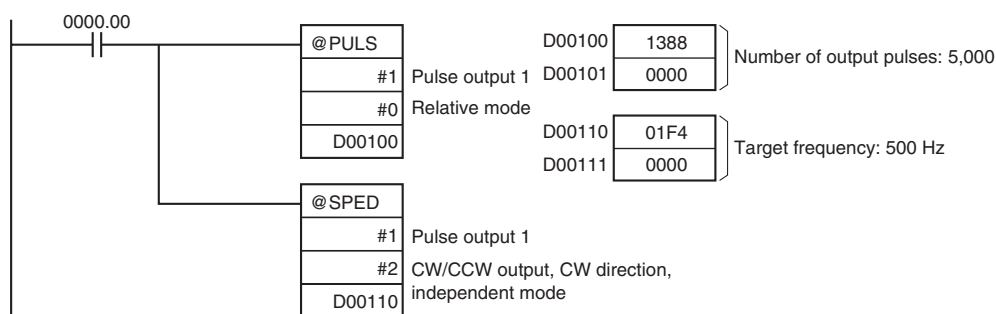 0000.00
@PULS
#1 Pulse output 1
#0 Relative mode
D00100
D00100 1388
D00101 0000
Number of output pulses: 5,000
D00110 01F4
D00111 0000
Target frequency: 500 Hz
@SPED
#1 Pulse output 1
#2 CW/CCW output, CW direction,
independent mode
D00110